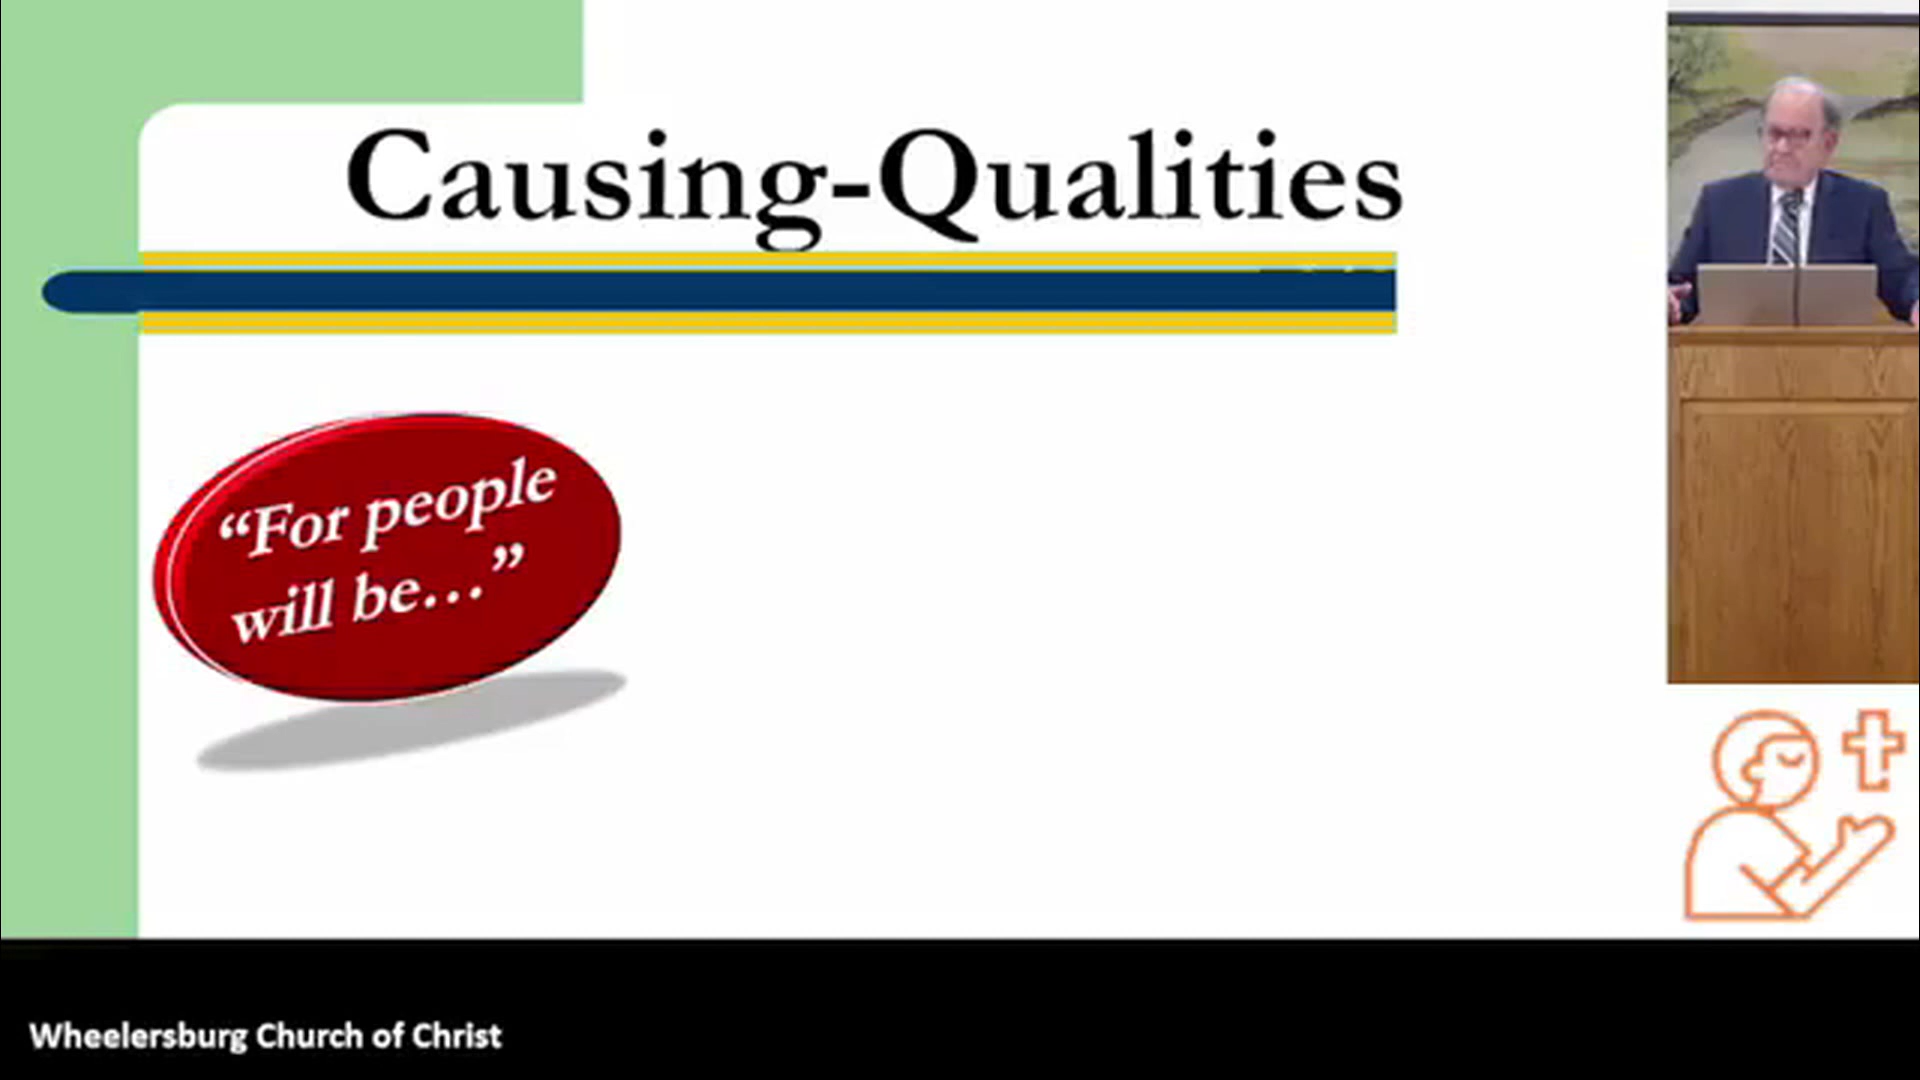 Causing-Qualities
“For people
will be...”
Wheelersburg Church of Christ